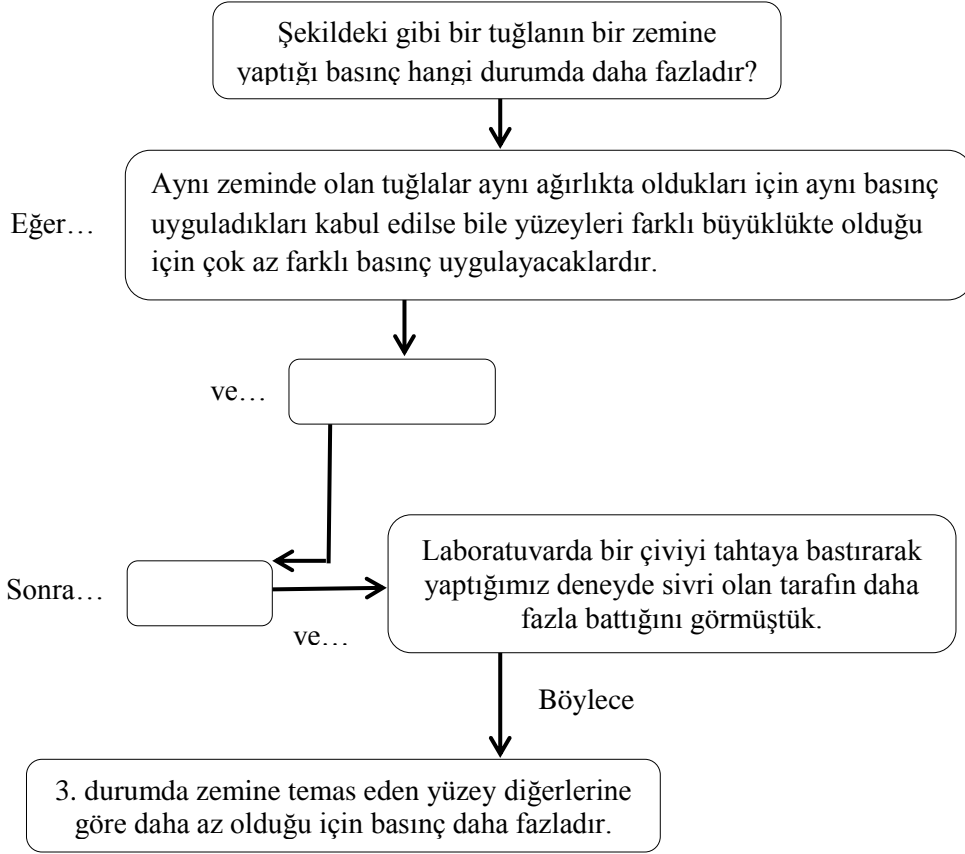 Şekildeki gibi bir tuğlanın bir zemine
yaptığı basınç hangi durumda daha fazladır?
Eğer…
Aynı zeminde olan tuğlalar aynı ağırlıkta oldukları için aynı basınç
uyguladıkları kabul edilse bile yüzeyleri farklı büyüklükte olduğu
için çok az farklı basınç uygulayacaklardır.
ve…
Sonra…
ve…
Laboratuvarda bir çiviyi tahtaya bastırarak
yaptığımız deneyde sivri olan tarafın daha
fazla battığını görmüştük.
Böylece
3. durumda zemine temas eden yüzey diğerlerine
göre daha az olduğu için basınç daha fazladır.